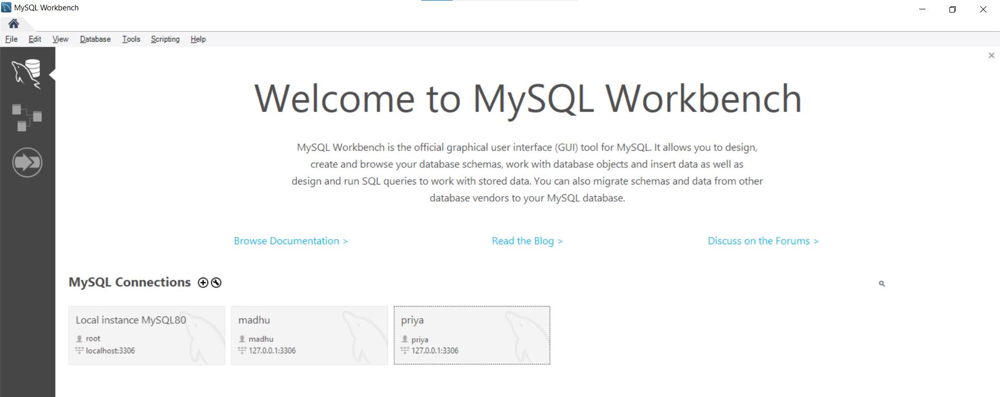 MySQL Workbench
File Edit View Database Tools Scripting Help
Welcome to MySQL Workbench
MySQL Workbench is the official graphical user interface (GUI) tool for MySQL. It allows you to design,
create and browse your database schemas, work with database objects and insert data as well as
design and run SQL queries to work with stored data. You can also migrate schemas and data from other
database vendors to your MySQL database.
Browse Documentation > Read the Blog > Discuss on the Forums >
MySQL Connections
Local instance MySQL80
root
localhost:3306
madhu
madhu
127.0.0.1:3306
priya
priya
127.0.0.1:3306